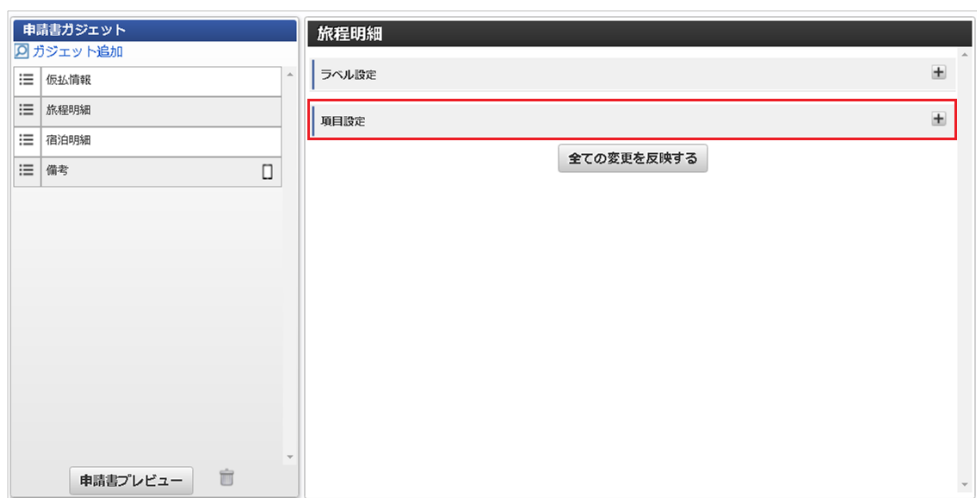 申請書ガジェット
ガジェット追加
仮払情報
旅程明細
宿泊明細
備考
申請書プレビュー
旅程明細
ラベル設定
項目設定
全ての変更を反映する